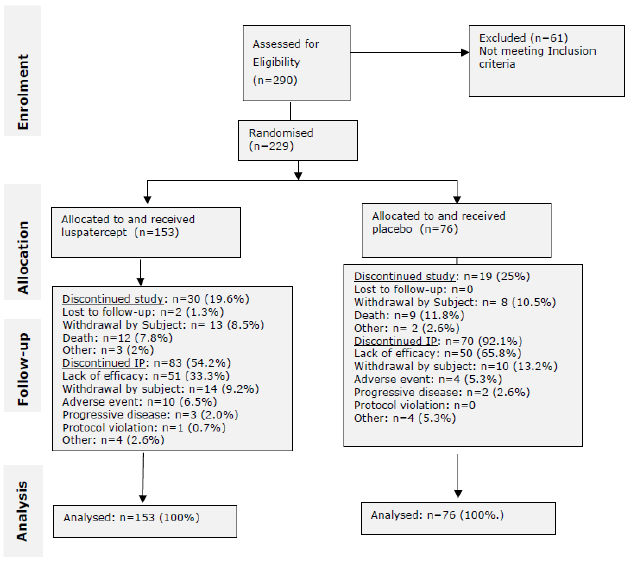 Enrolment
Assessed for
Eligibility
(n=290)
Excluded (n=61)
Not meeting Inclusion
criteria
Randomised
(n=229)
Allocation
Allocated to and received
luspatercept (n=153)
Allocated to and received
placebo (n=76)
Follow-up
Discontinued study: n=30 (19.6%)
Lost to follow-up: n=2 (1.3%)
Withdrawal by Subject: n= 13 (8.5%)
Death: n=12 (7.8%)
Other: n=3 (2%)
Discontinued IP: n=83 (54.2%)
Lack of efficacy: n=51 (33.3%)
Withdrawal by subject: n=14 (9.2%)
Adverse event: n=10 (6.5%)
Progressive disease: n=3 (2.0%)
Protocol violation: n=1 (0.7%)
Other: n=4 (2.6%)
Discontinued study: n=19 (25%)
Lost to follow-up: n=0
Withdrawal by Subject: n= 8 (10.5%)
Death: n=9 (11.8%)
Other: n= 2 (2.6%)
Discontinued IP: n=70 (92.1%)
Lack of efficacy: n=50 (65.8%)
Withdrawal by subject: n=10 (13.2%)
Adverse event: n=4 (5.3%)
Progressive disease: n=2 (2.6%)
Protocol violation: n=0
Other: n=4 (5.3%)
Analysis
Analysed: n=153 (100%)
Analysed: n=76 (100%.)